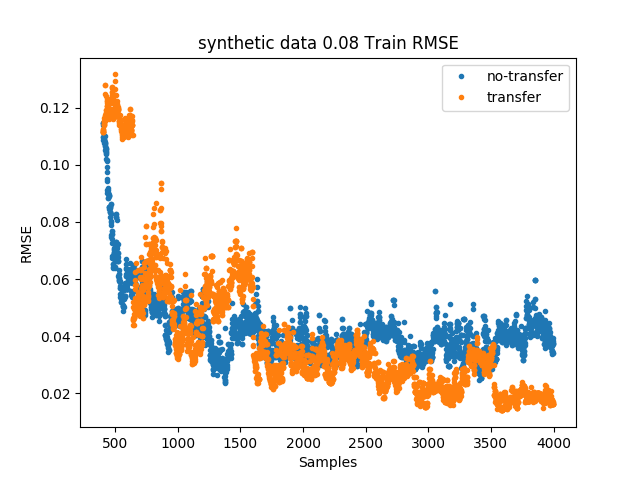 synthetic data 0.08 Train RMSE
no-transfer
transfer
0.12
0.10
0.08
0.06
0.04
0.02
RMSE
500 1000 1500 2000 2500 3000 3500 4000
Samples